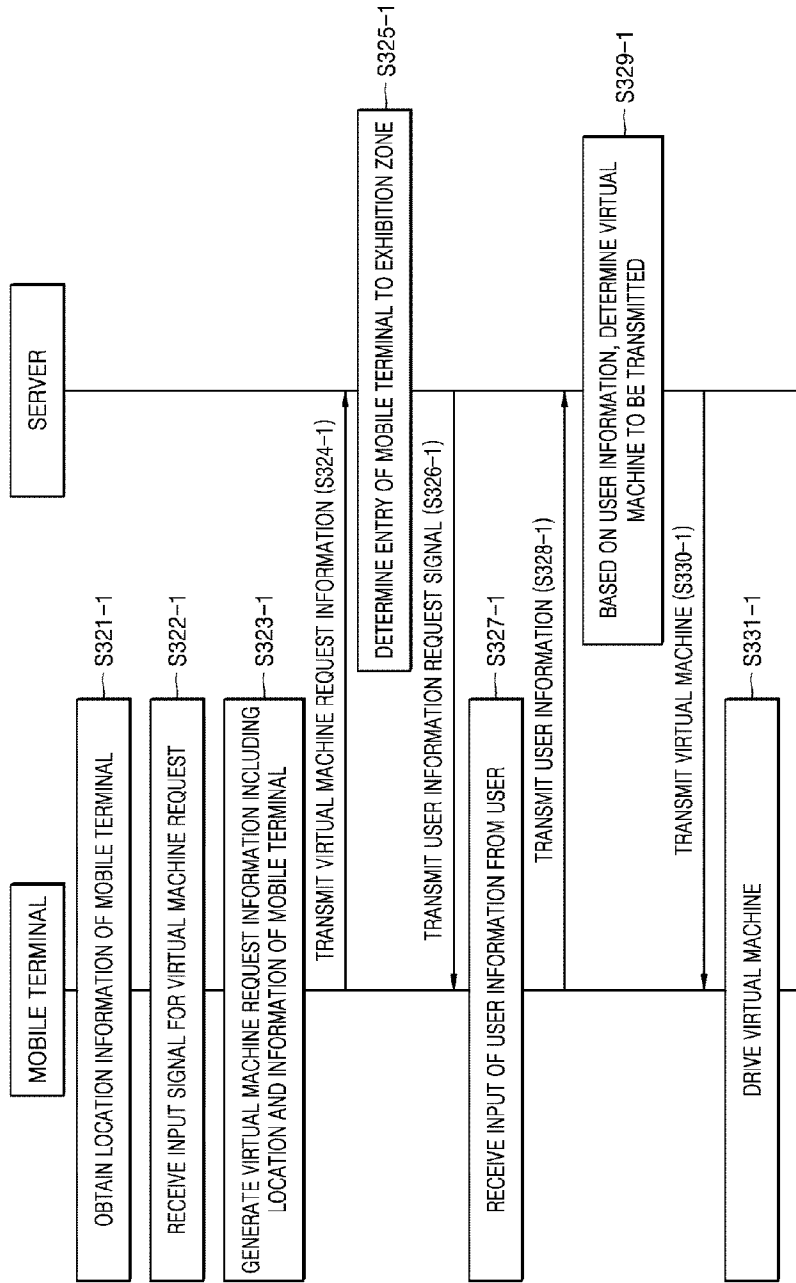 MOBILE TERMINAL
SERVER
OBTAIN LOCATION INFORMATION OF MOBILE TERMINAL
S321-1
RECEIVE INPUT SIGNAL FOR VIRTUAL MACHINE REQUEST
S322-1
GENERATE VIRTUAL MACHINE REQUEST INFORMATION INCLUDING
LOCATION AND INFORMATION OF MOBILE TERMINAL
S323-1
TRANSMIT VIRTUAL MACHINE REQUEST INFORMATION (S324-1)
DETERMINE ENTRY OF MOBILE TERMINAL TO EXHIBITION ZONE
S325-1
TRANSMIT USER INFORMATION REQUEST SIGNAL (S326-1)
RECEIVE INPUT OF USER INFORMATION FROM USER
S327-1
TRANSMIT USER INFORMATION (S328-1)
BASED ON USER INFORMATION, DETERMINE VIRTUAL
MACHINE TO BE TRANSMITTED
S329-1
TRANSMIT VIRTUAL MACHINE (S330-1)
DRIVE VIRTUAL MACHINE
S331-1